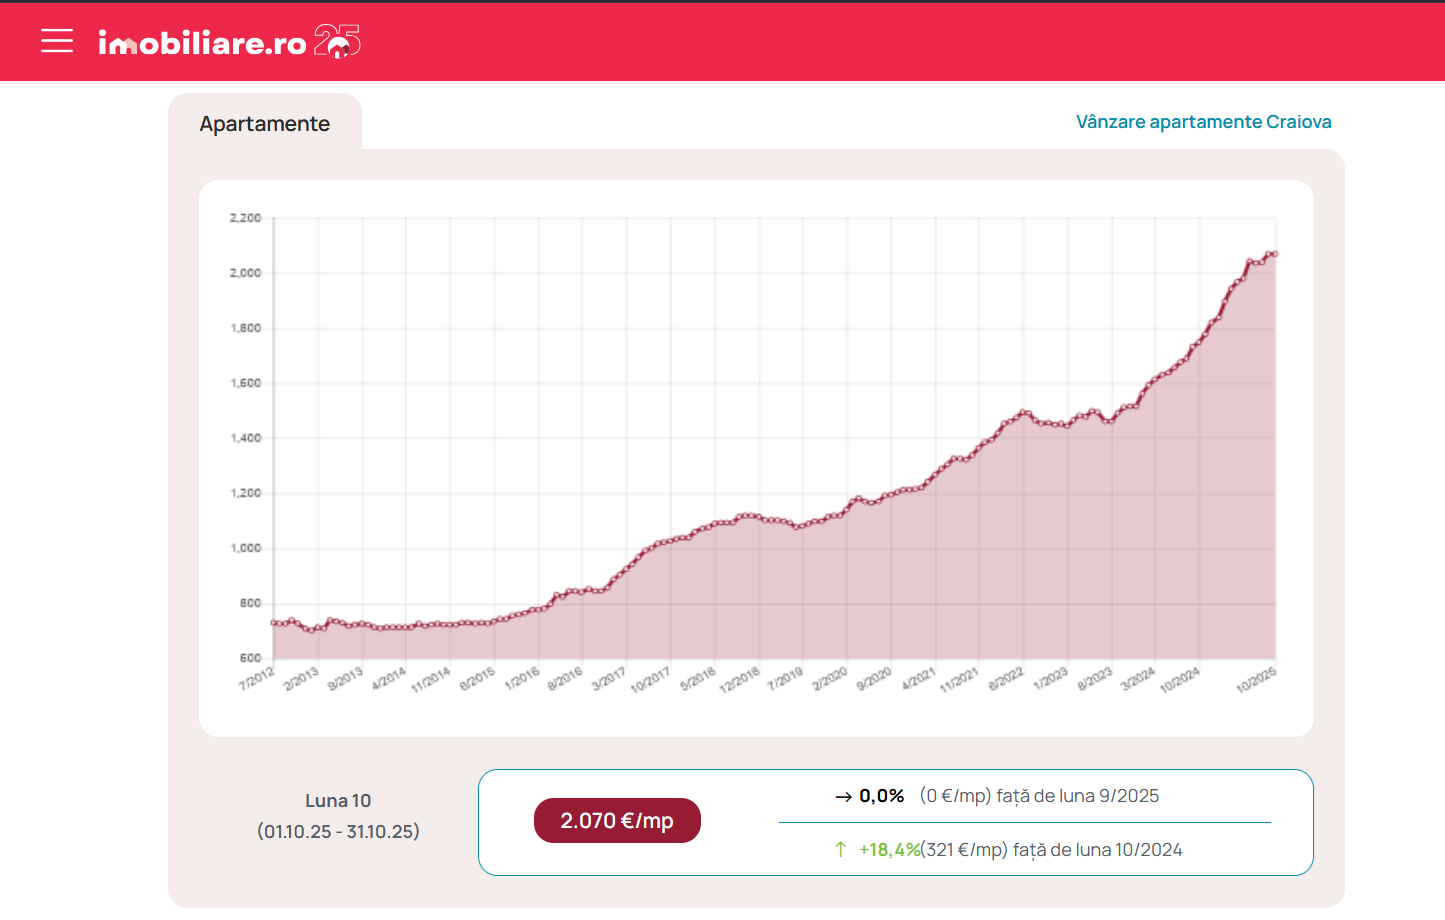 imobiliare.ro 25
Apartamente
Vânzare apartamente Craiova
2,200
2,000
1,800
1,600
1,400
1,200
1,000
800
600
7/2012 2/2013 9/2013 4/2014 11/2014 6/2015 1/2016 8/2016 3/2017 10/2017 5/2018 12/2018 7/2019 2/2020 9/2020 4/2021 11/2021 6/2022 1/2023 8/2023 3/2024 10/2024 10/2025
Luna 10
(01.10.25 - 31.10.25)
2.070 €/mp
→ 0,0% (0 €/mp) față de luna 9/2025
↑ +18,4%(321 €/mp) față de luna 10/2024